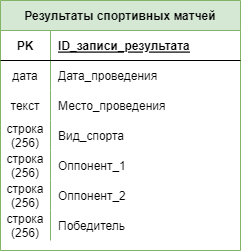 Результаты спортивных матчей
PK ID_записи_результата
дата Дата_проведения
текст Место_проведения
строка (256) Вид_спорта
строка (256) Оппонент_1
строка (256) Оппонент_2
строка (256) Победитель